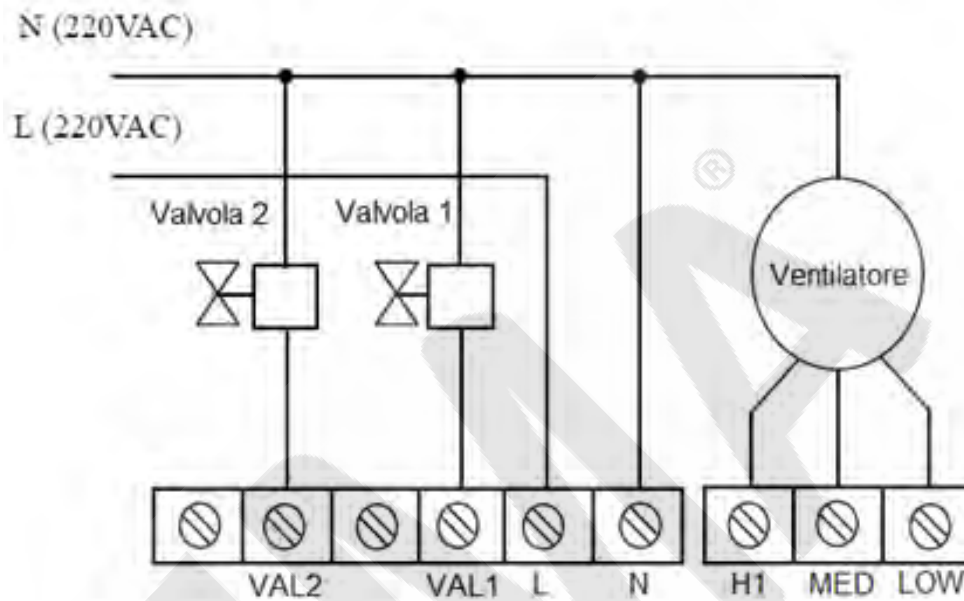 N (220VAC)
L (220VAC)
Valvola 2
Valvola 1
®
Ventilatore
VAL2 VAL1 L N H1 MED LOW